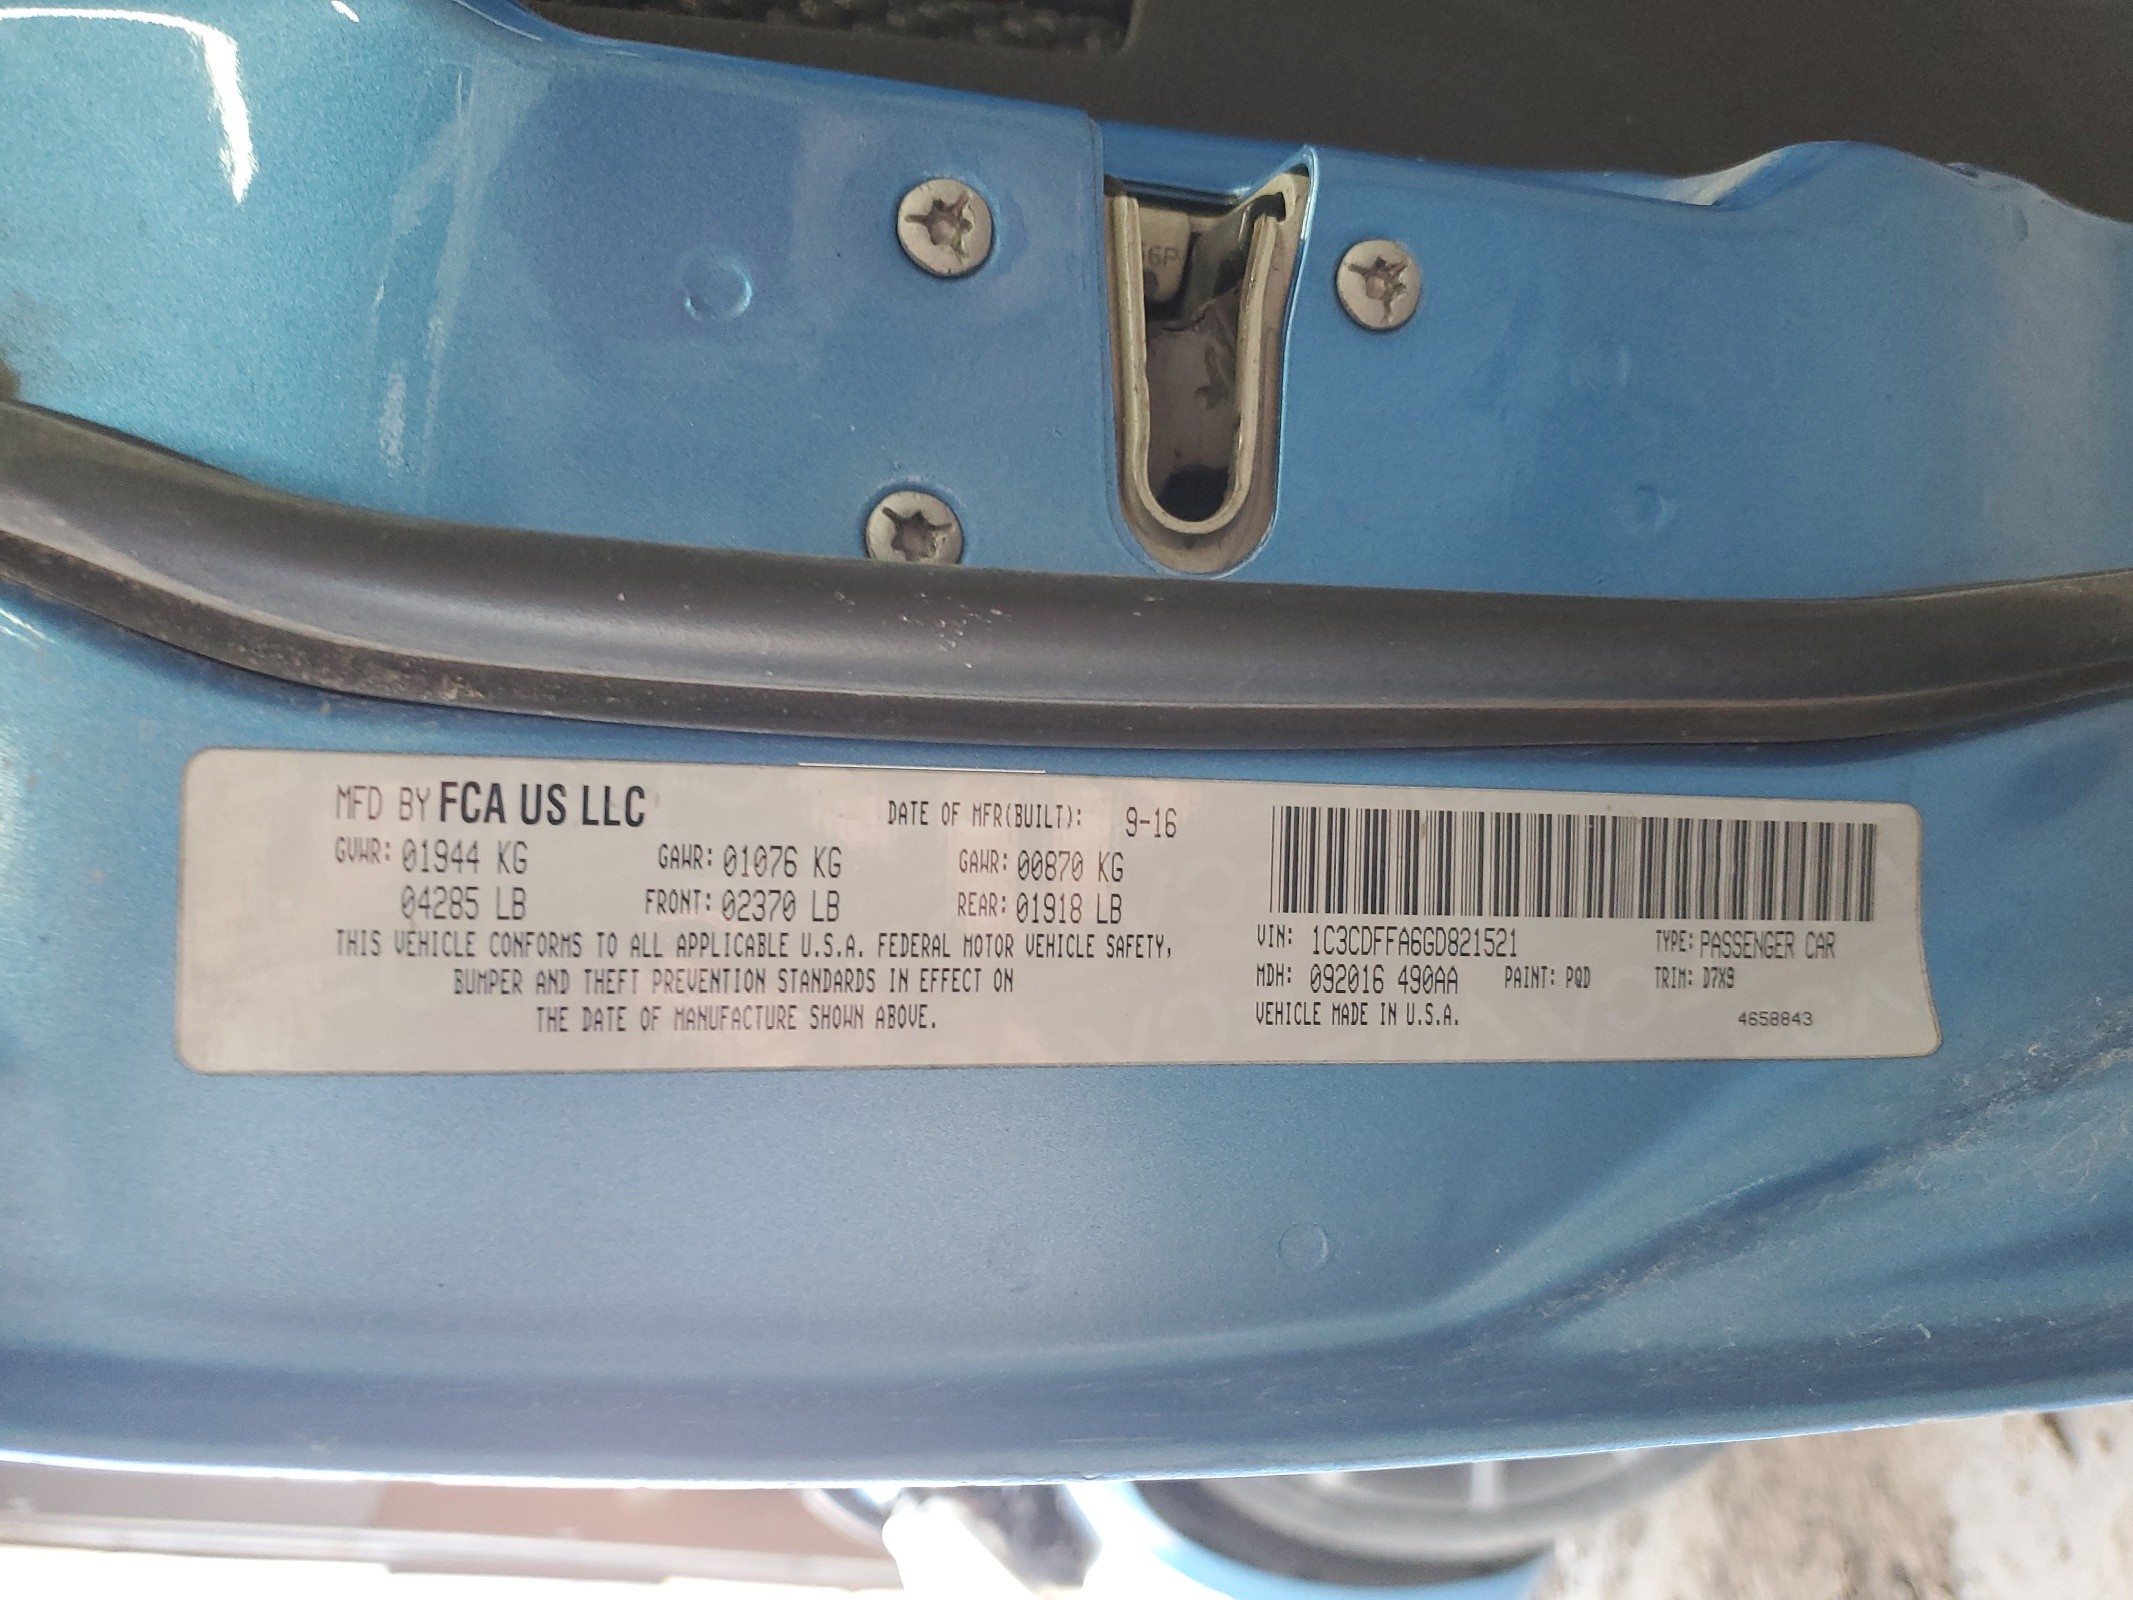 MFD BY FCA US LLC DATE OF MFR(BUILT): 9-16
GVWR: 01944 KG GAWR: 01076 KG GAWR: 00870 KG
04285 LB FRONT: 02370 LB REAR: 01918 LB
THIS VEHICLE CONFORMS TO ALL APPLICABLE U.S.A. FEDERAL MOTOR VEHICLE SAFETY,
BUMPER AND THEFT PREVENTION STANDARDS IN EFFECT ON
THE DATE OF MANUFACTURE SHOWN ABOVE.
VIN: 1C3CDFFA6GD821521 TYPE: PASSENGER CAR
MDH: 092016 490AA PAINT: PQD TRIM: D7X9
VEHICLE MADE IN U.S.A. 4658843